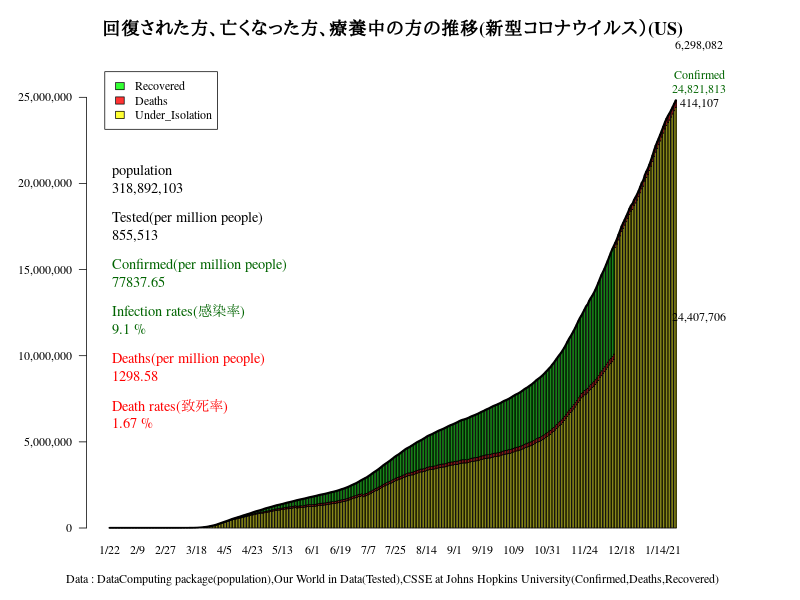 回復された方、亡くなった方、療養中の方の推移(新型コロナウイルス）(US)
6,298,082
Confirmed
24,821,813
414,107
24,407,706
Recovered
Deaths
Under_Isolation
population
318,892,103
Tested(per million people)
855,513
Confirmed(per million people)
77837.65
Infection rates(感染率)
9.1 %
Deaths(per million people)
1298.58
Death rates(致死率)
1.67 %
25,000,000
20,000,000
15,000,000
10,000,000
5,000,000
0
1/22 2/9 2/27 3/18 4/5 4/23 5/13 6/1 6/19 7/7 7/25 8/14 9/1 9/19 10/9 10/31 11/24 12/18 1/14/21
Data : DataComputing package(population),Our World in Data(Tested),CSSE at Johns Hopkins University(Confirmed,Deaths,Recovered)